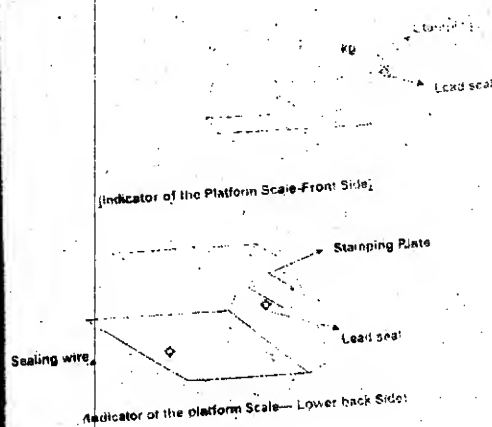 Stamping
kg
Lead seal
[Indicator of the Platform Scale-Front Side]
Stamping Plate
Lead seal
Sealing wire
[Indicator of the platform Scale— Lower back Side]